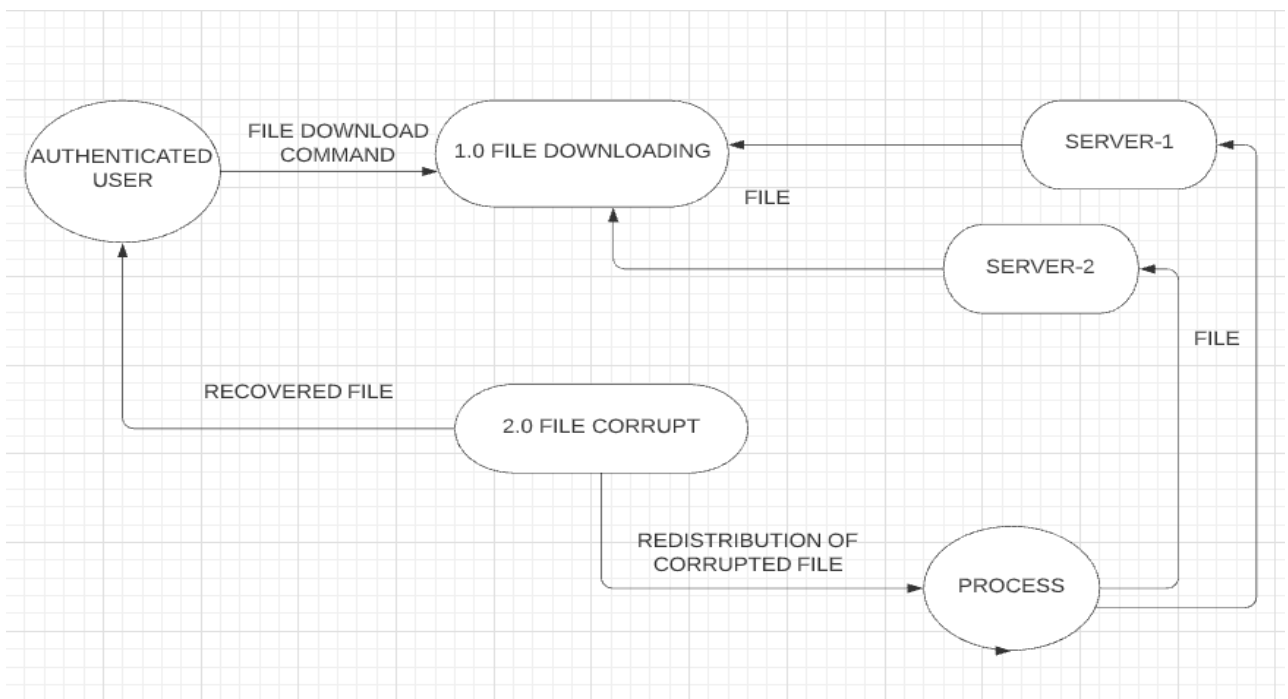 AUTHENTICATED
USER
FILE DOWNLOAD
COMMAND
1.0 FILE DOWNLOADING
SERVER-1
FILE
SERVER-2
FILE
RECOVERED FILE
2.0 FILE CORRUPT
REDISTRIBUTION OF
CORRUPTED FILE
PROCESS